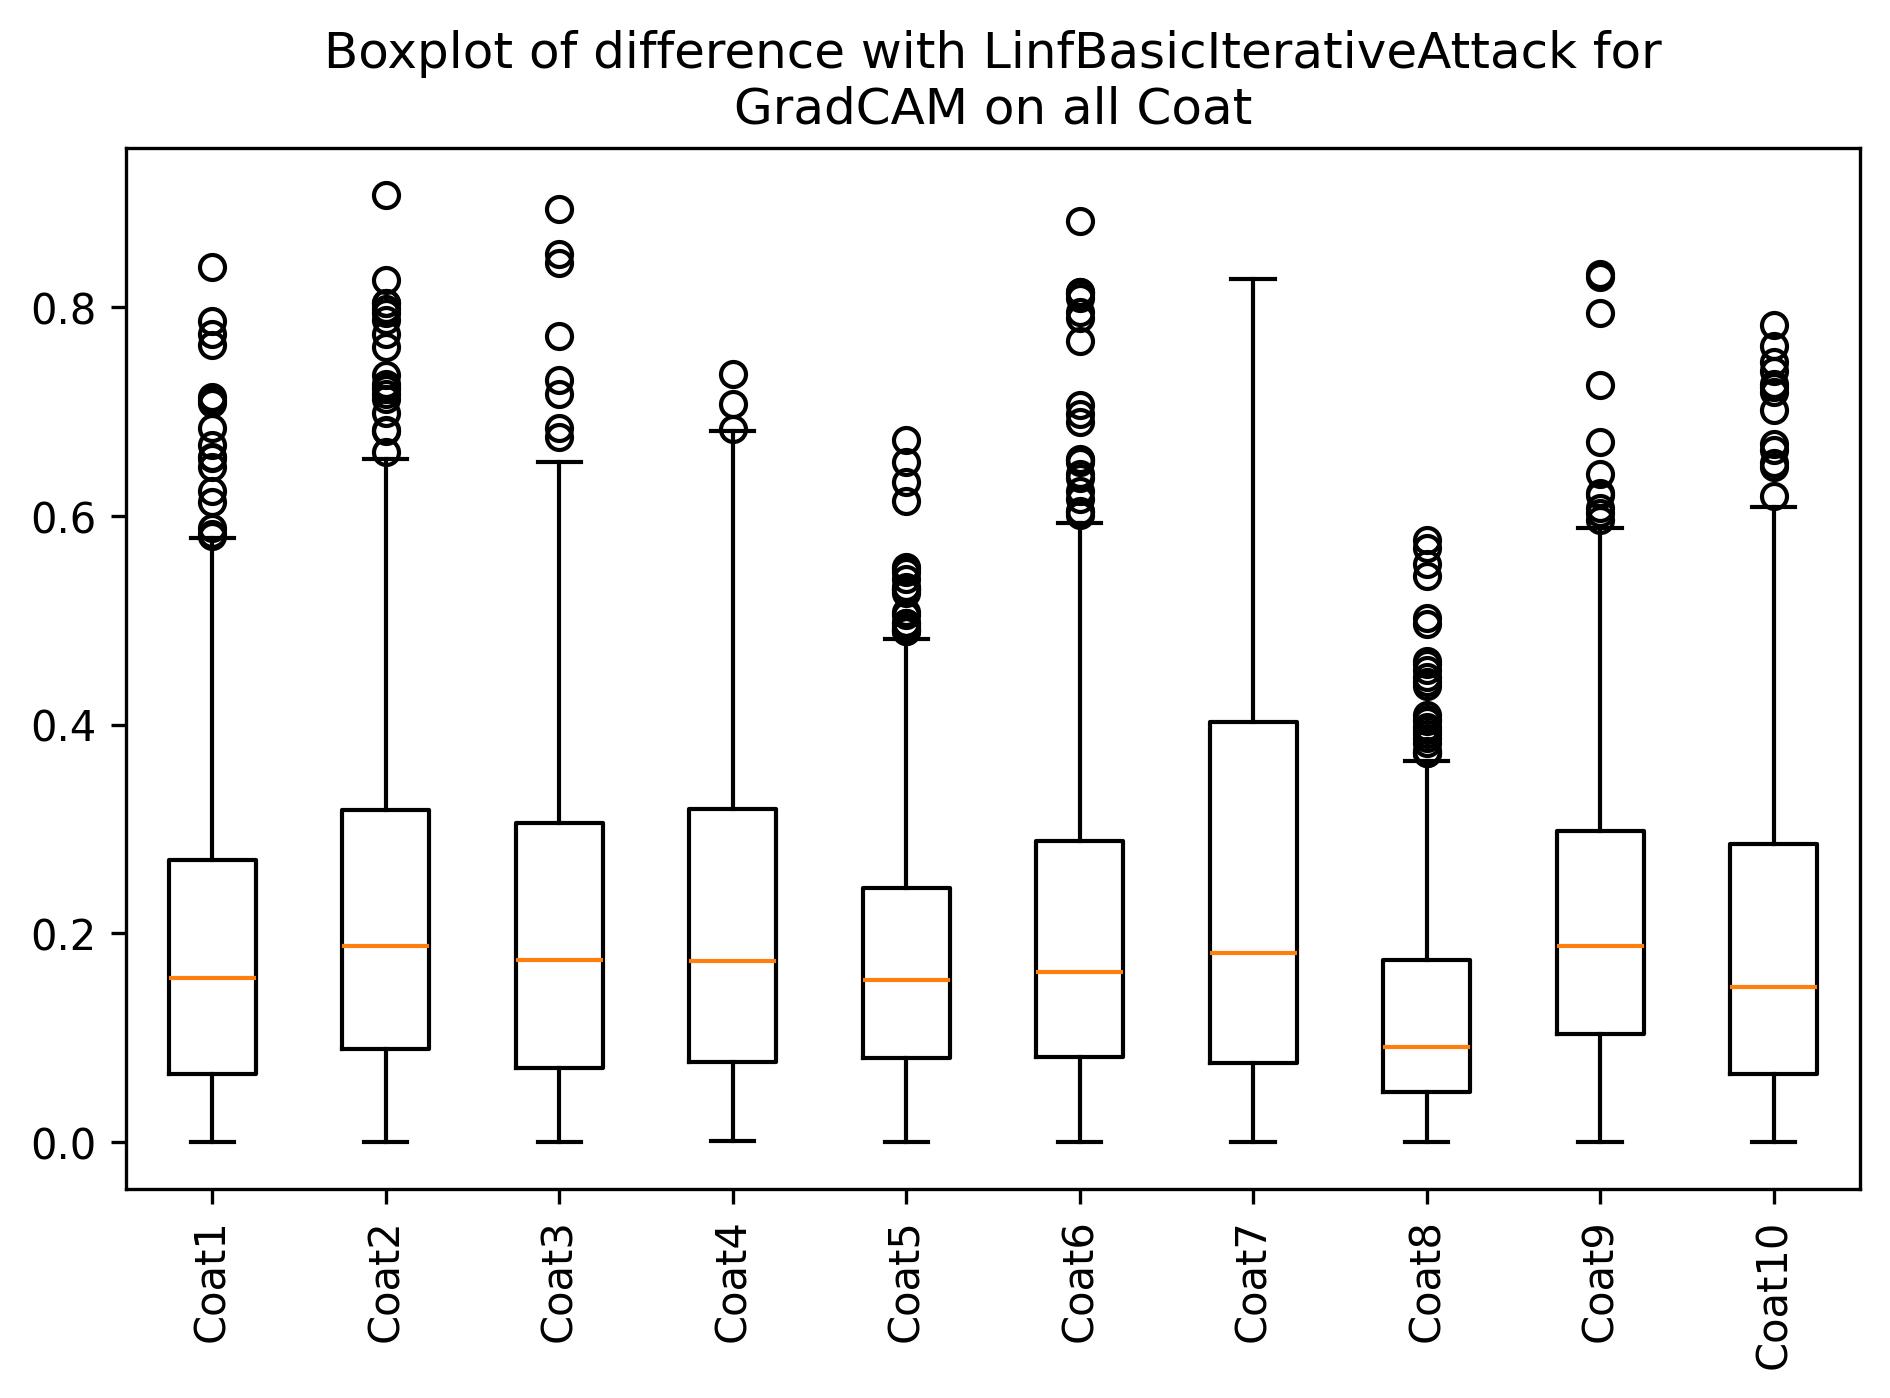 Boxplot of difference with LinfBasicIterativeAttack for
GradCAM on all Coat
0.8
0.6
0.4
0.2
0.0
Coat1
Coat2
Coat3
Coat4
Coat5
Coat6
Coat7
Coat8
Coat9
Coat10